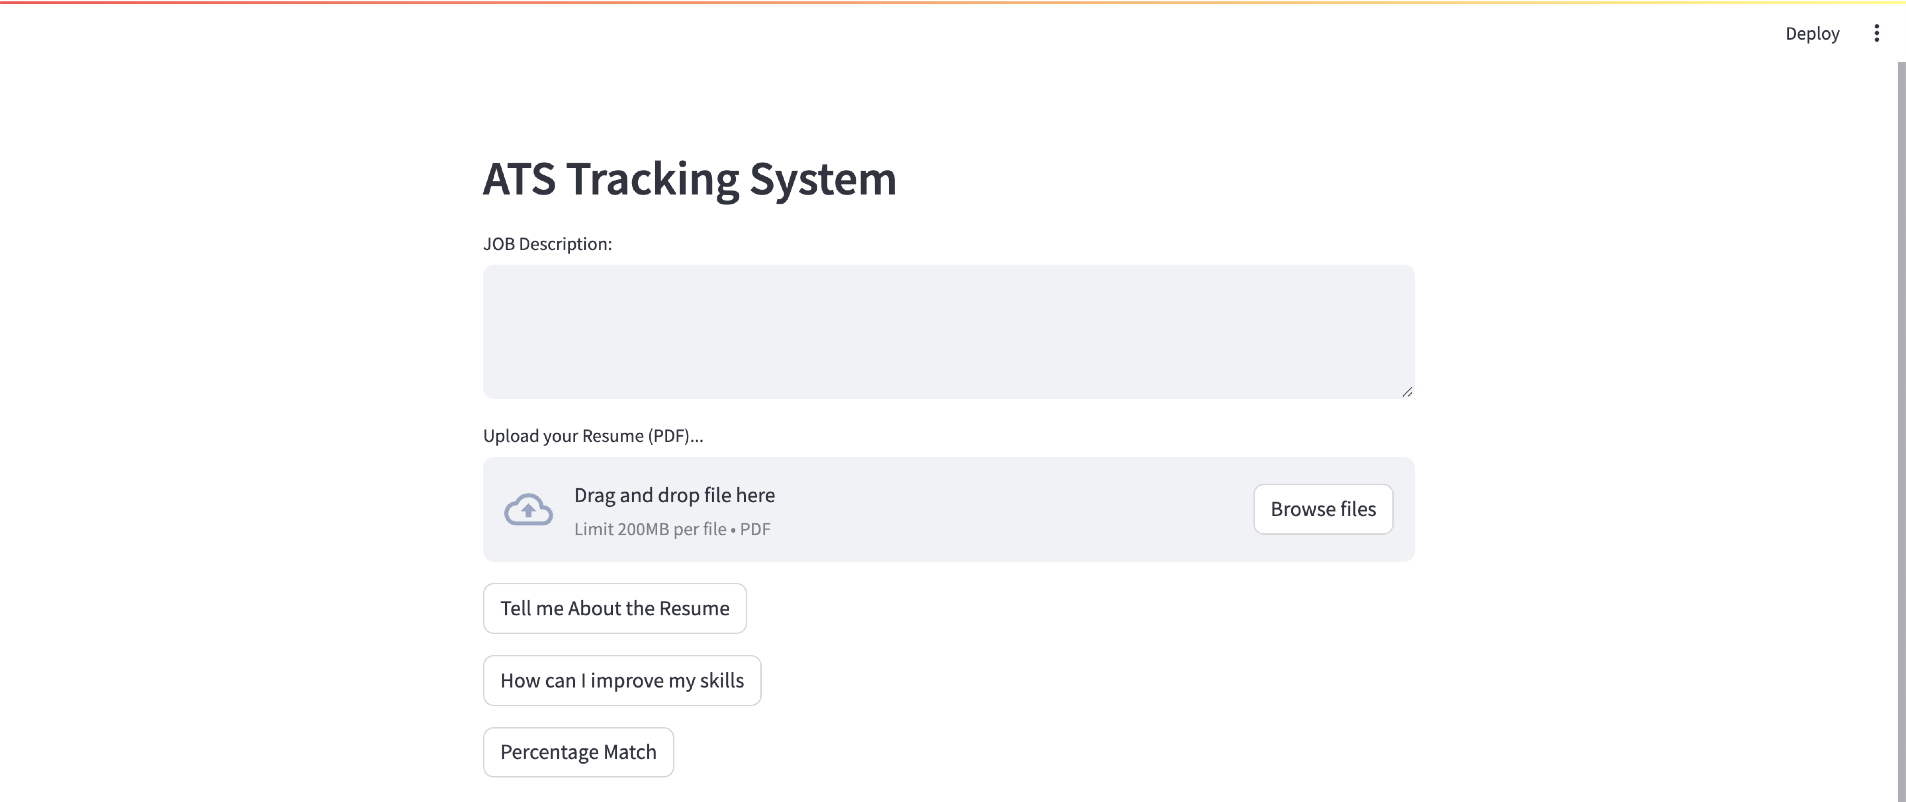 Deploy
ATS Tracking System
JOB Description:
Upload your Resume (PDF)...
Drag and drop file here
Limit 200MB per file • PDF
Browse files
Tell me About the Resume
How can I improve my skills
Percentage Match